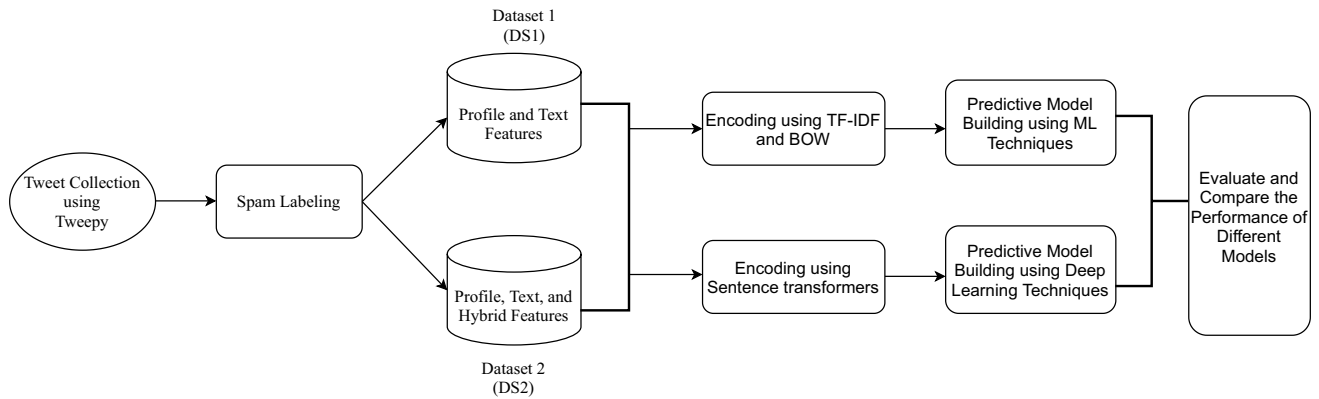 Tweet Collection
using
Tweepy
Spam Labeling
Dataset 1
(DS1)
Profile and Text
Features
Profile, Text, and
Hybrid Features
Dataset 2
(DS2)
Encoding using TF-IDF
and BOW
Encoding using
Sentence transformers
Predictive Model
Building using ML
Techniques
Predictive Model
Building using Deep
Learning Techniques
Evaluate and
Compare the
Performance of
Different
Models